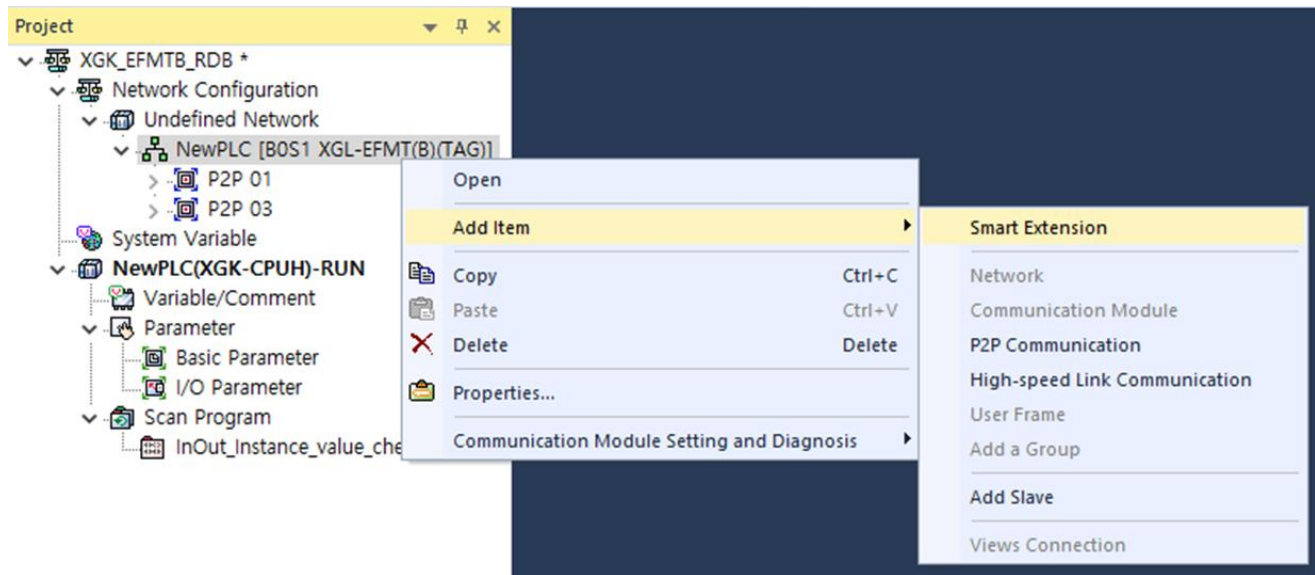 Project
XGK_EFMTB_RDB *
Network Configuration
Undefined Network
NewPLC [B0S1 XGL-EFMT(B)(TAG)]
P2P 01
P2P 03
System Variable
NewPLC(XGK-CPUH)-RUN
Variable/Comment
Parameter
Basic Parameter
I/O Parameter
Scan Program
InOut_Instance_value_che
Open
Add Item
Copy Ctrl+C
Paste Ctrl+V
Delete Delete
Properties...
Communication Module Setting and Diagnosis
Smart Extension
Network
Communication Module
P2P Communication
High-speed Link Communication
User Frame
Add a Group
Add Slave
Views Connection